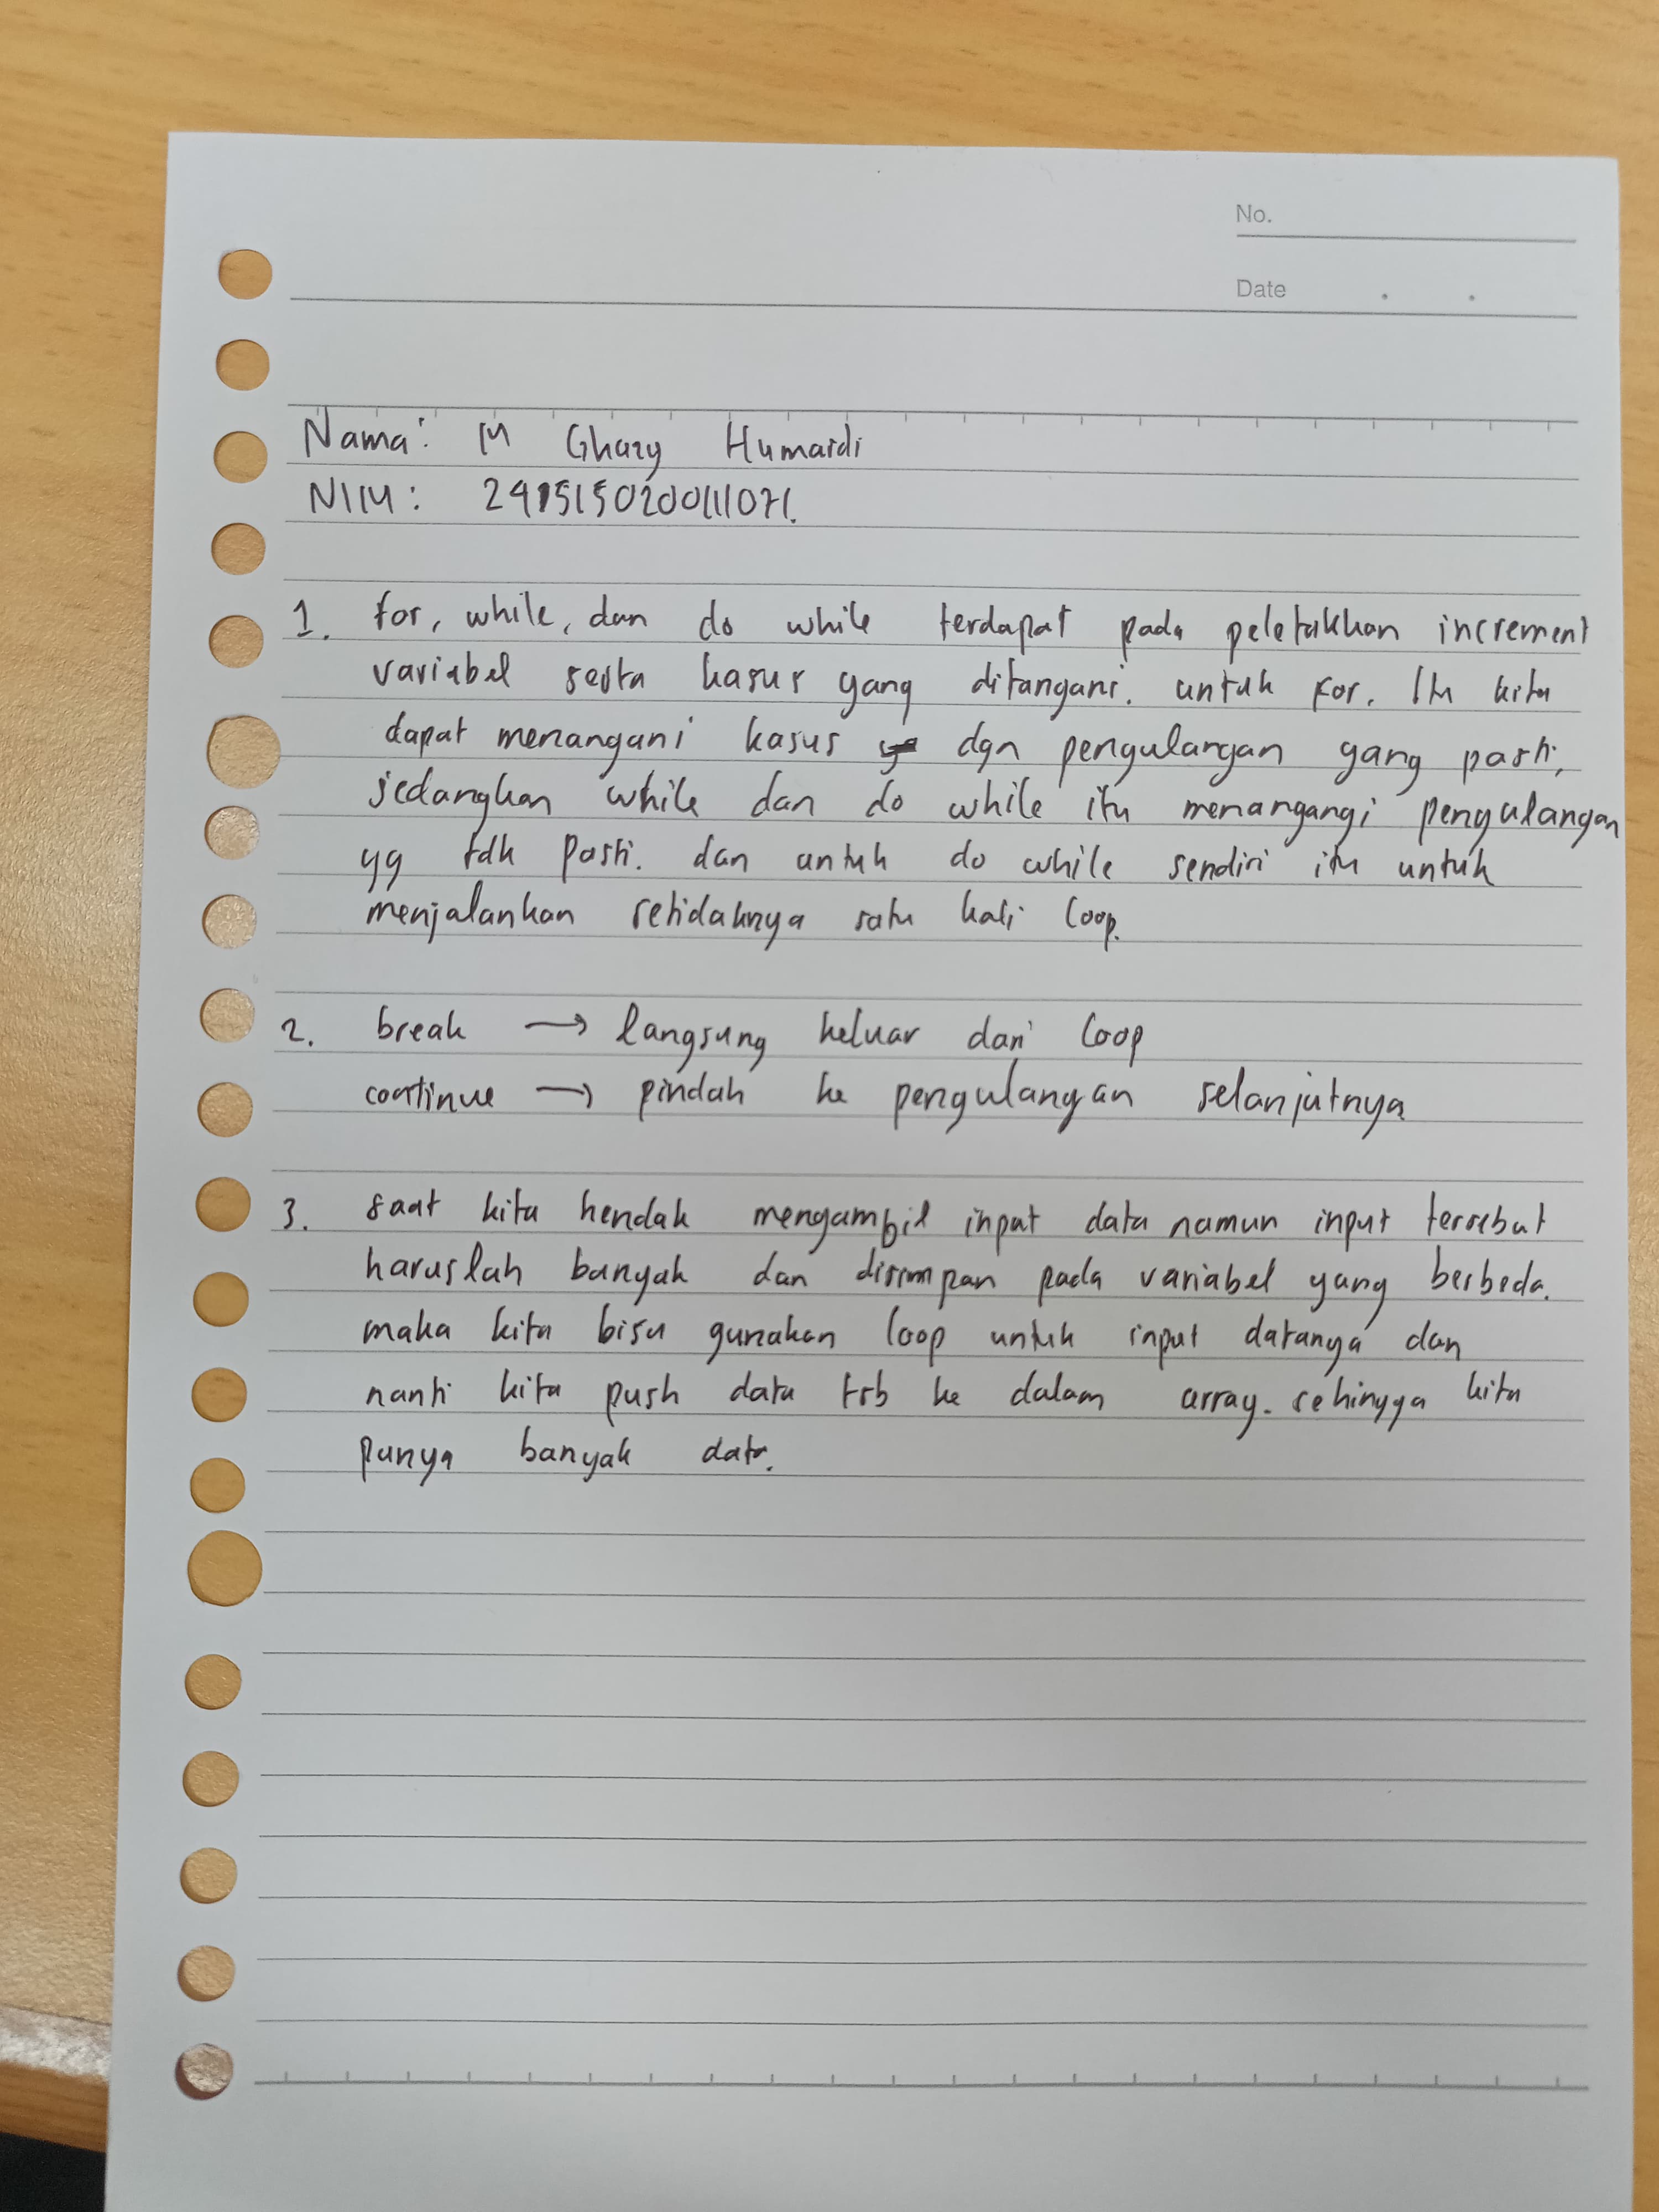 No.
Date
Nama: M Ghazy Humaidi
NIM: 245150200111071.
1. for, while, dan do while terdapat pada peletakkan increment
variabel serta kasus yang ditangani. untuk for. Itu kita
dapat menangani kasus dgn pengulangan yang pasti,
sedangkan while dan do while itu menangangi pengulangan
yg tdk pasti. dan untuk do while sendiri itu untuk
menjalankan setidaknya satu kali loop.
2. break → langsung keluar dari loop
continue → pindah ke pengulangan selanjutnya
3. saat kita hendak mengambil input data namun input tersebut
haruslah banyak dan disimpan pada variabel yang berbeda.
maka kita bisa gunakan loop untuk input datanya dan
nanti kita push data tsb ke dalam array. sehingga kita
punya banyak data.